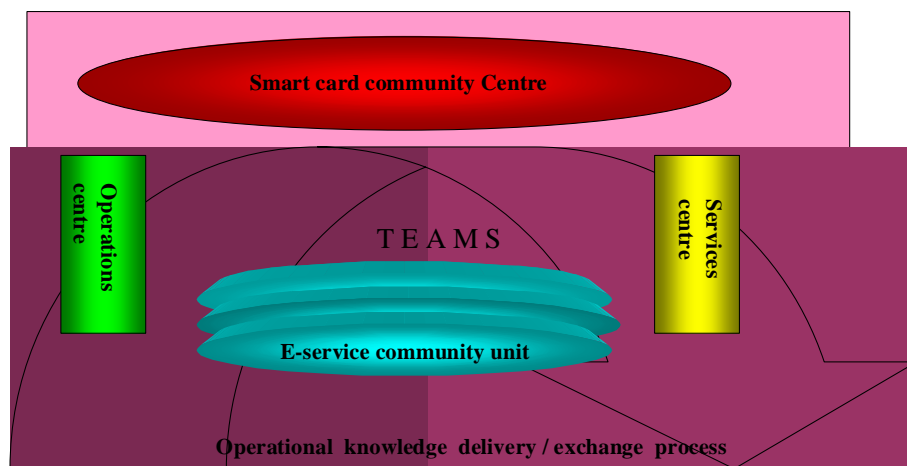 Smart card community Centre
Operations
centre
Services
centre
TEAMS
E-service community unit
Operational knowledge delivery / exchange process